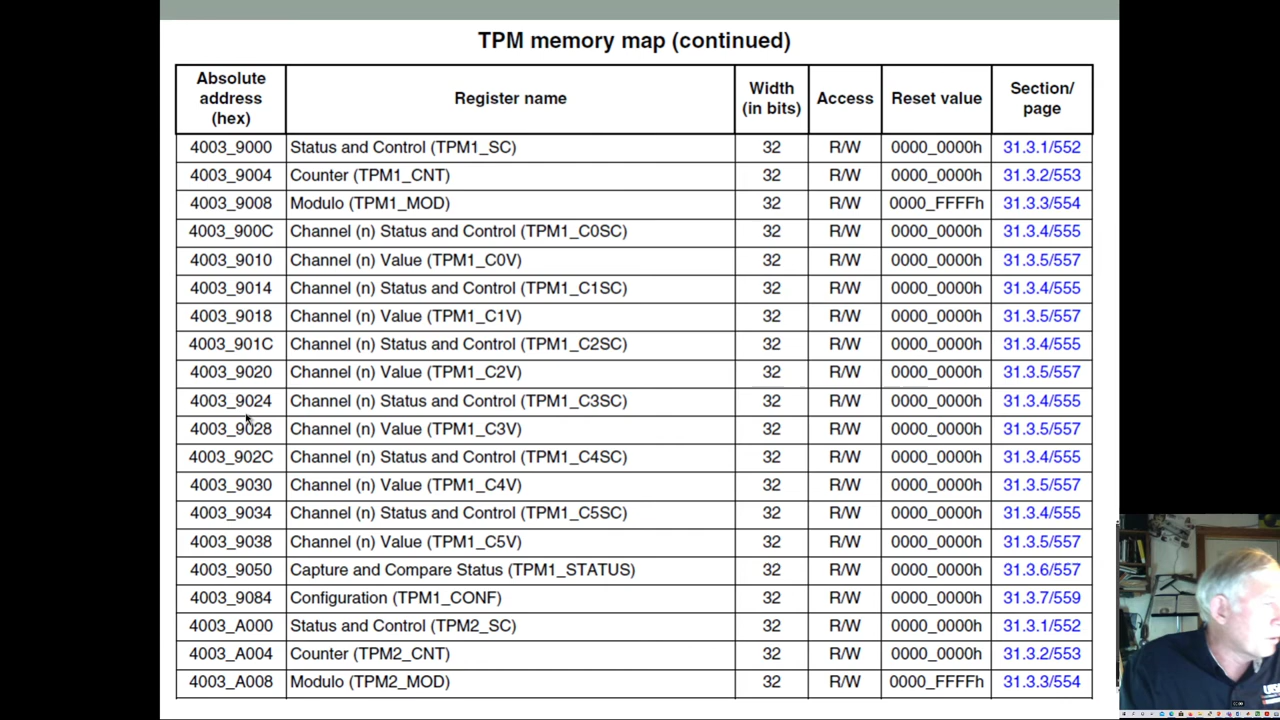 TPM memory map (continued)
Absolute address (hex) Register name Width (in bits) Access Reset value Section/ page
4003_9000 Status and Control (TPM1_SC) 32 R/W 0000_0000h 31.3.1/552
4003_9004 Counter (TPM1_CNT) 32 R/W 0000_0000h 31.3.2/553
4003_9008 Modulo (TPM1_MOD) 32 R/W 0000_FFFFh 31.3.3/554
4003_900C Channel (n) Status and Control (TPM1_C0SC) 32 R/W 0000_0000h 31.3.4/555
4003_9010 Channel (n) Value (TPM1_C0V) 32 R/W 0000_0000h 31.3.5/557
4003_9014 Channel (n) Status and Control (TPM1_C1SC) 32 R/W 0000_0000h 31.3.4/555
4003_9018 Channel (n) Value (TPM1_C1V) 32 R/W 0000_0000h 31.3.5/557
4003_901C Channel (n) Status and Control (TPM1_C2SC) 32 R/W 0000_0000h 31.3.4/555
4003_9020 Channel (n) Value (TPM1_C2V) 32 R/W 0000_0000h 31.3.5/557
4003_9024 Channel (n) Status and Control (TPM1_C3SC) 32 R/W 0000_0000h 31.3.4/555
4003_9028 Channel (n) Value (TPM1_C3V) 32 R/W 0000_0000h 31.3.5/557
4003_902C Channel (n) Status and Control (TPM1_C4SC) 32 R/W 0000_0000h 31.3.4/555
4003_9030 Channel (n) Value (TPM1_C4V) 32 R/W 0000_0000h 31.3.5/557
4003_9034 Channel (n) Status and Control (TPM1_C5SC) 32 R/W 0000_0000h 31.3.4/555
4003_9038 Channel (n) Value (TPM1_C5V) 32 R/W 0000_0000h 31.3.5/557
4003_9050 Capture and Compare Status (TPM1_STATUS) 32 R/W 0000_0000h 31.3.6/557
4003_9084 Configuration (TPM1_CONF) 32 R/W 0000_0000h 31.3.7/559
4003_A000 Status and Control (TPM2_SC) 32 R/W 0000_0000h 31.3.1/552
4003_A004 Counter (TPM2_CNT) 32 R/W 0000_0000h 31.3.2/553
4003_A008 Modulo (TPM2_MOD) 32 R/W 0000_FFFFh 31.3.3/554